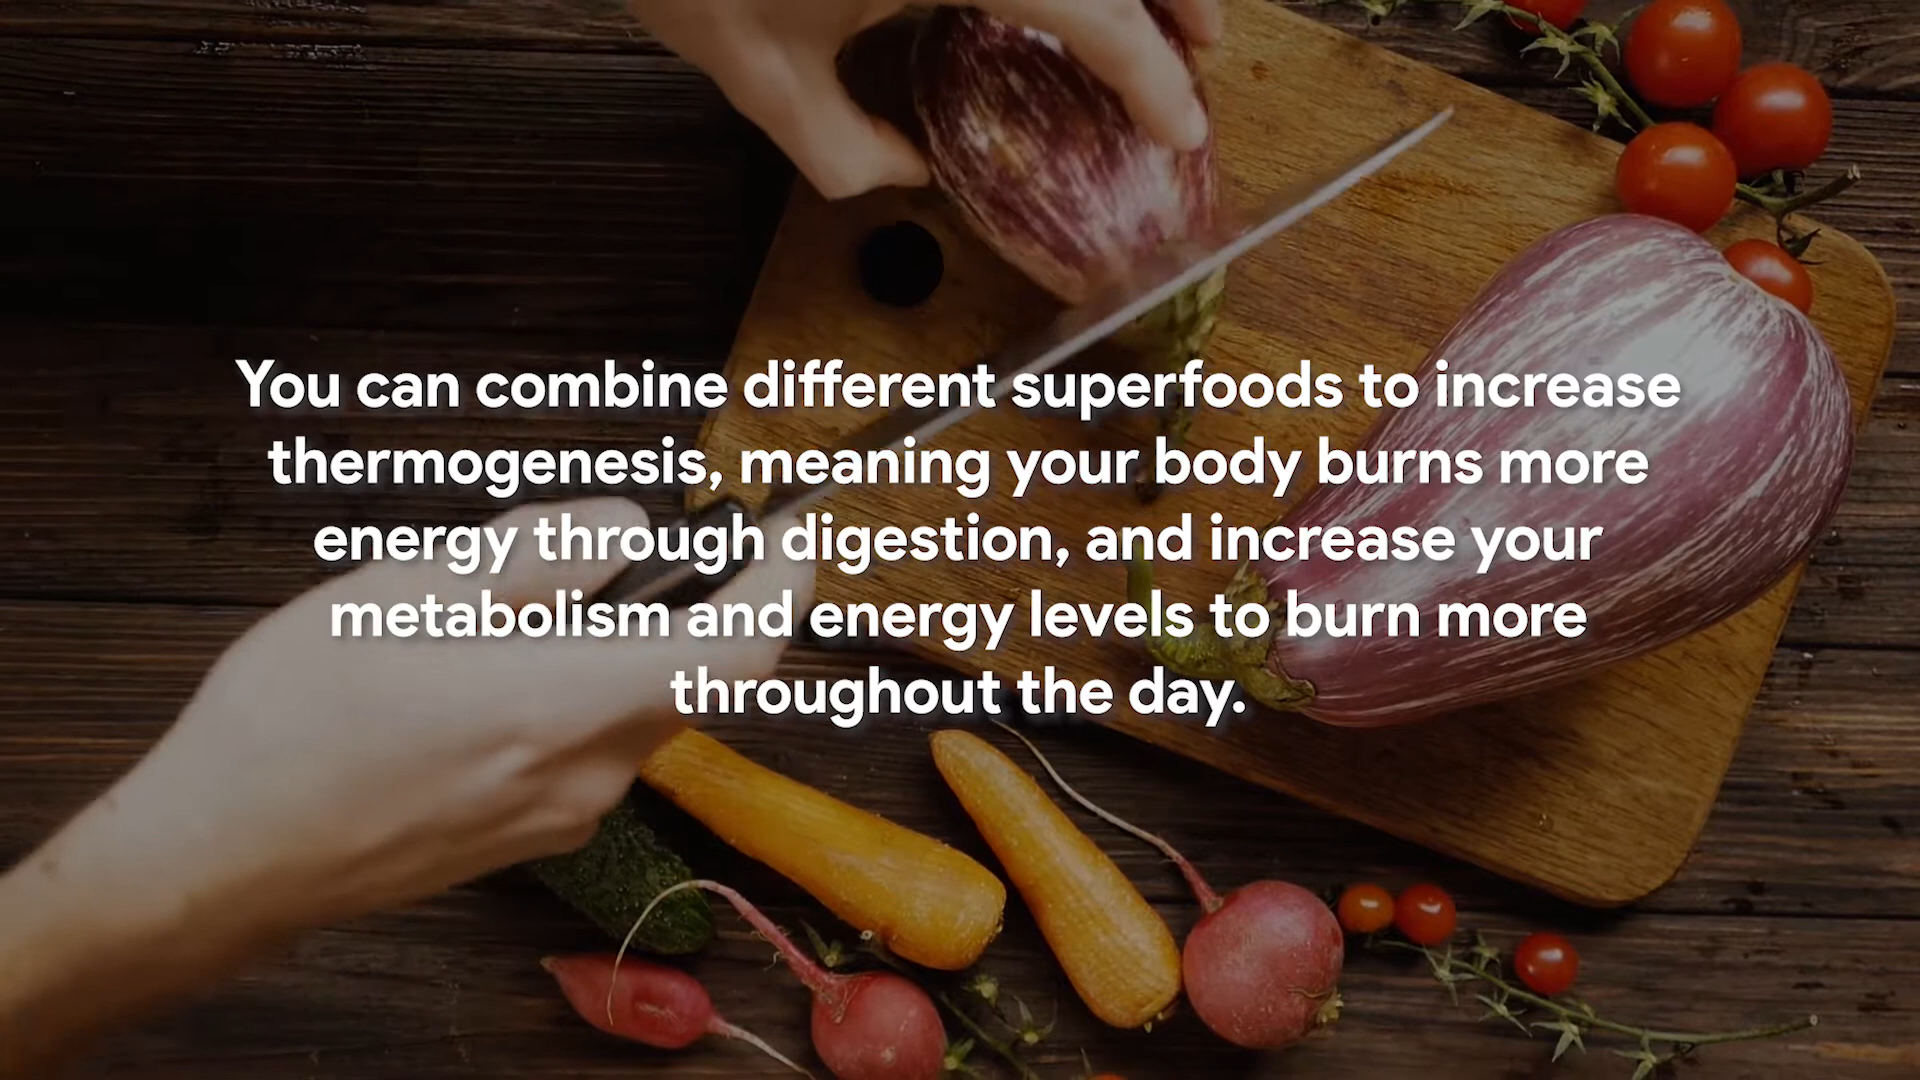 You can combine different superfoods to increase
thermogenesis, meaning your body burns more
energy through digestion, and increase your
metabolism and energy levels to burn more
throughout the day.